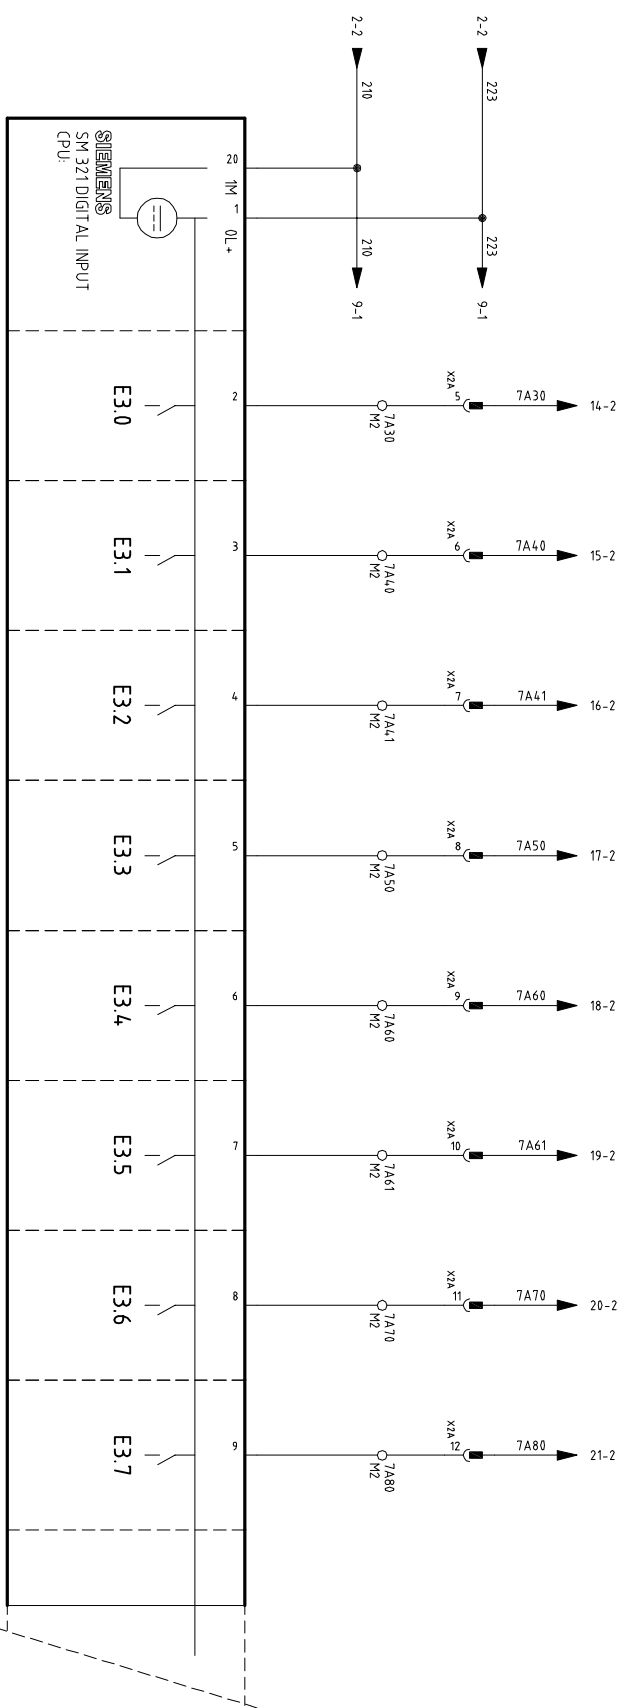 2-2
2-2
210
223
SIEMENS
SM 321 DIGITAL INPUT
CPU:
20
1M
1
0L+
210
223
9-1
9-1
E3.0
2
7A30
M2
X2A
5
7A30
14-2
E3.1
3
7A40
M2
X2A
6
7A40
15-2
E3.2
4
7A41
M2
X2A
7
7A41
16-2
E3.3
5
7A50
M2
X2A
8
7A50
17-2
E3.4
6
7A60
M2
X2A
9
7A60
18-2
E3.5
7
7A61
M2
X2A
10
7A61
19-2
E3.6
8
7A70
M2
X2A
11
7A70
20-2
E3.7
9
7A80
M2
X2A
12
7A80
21-2